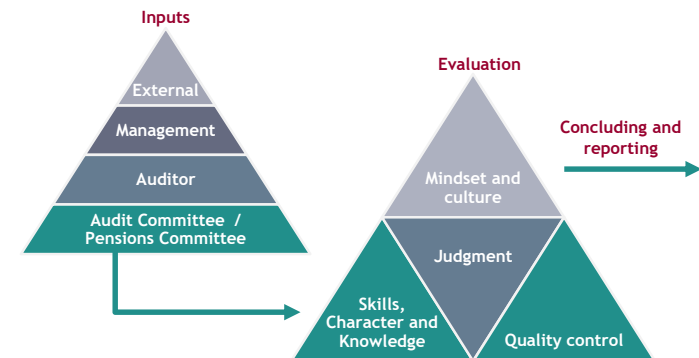 Inputs
External
Management
Auditor
Audit Committee /
Pensions Committee
Evaluation
Mindset and
culture
Judgment
Skills,
Character and
Knowledge
Quality control
Concluding and
reporting